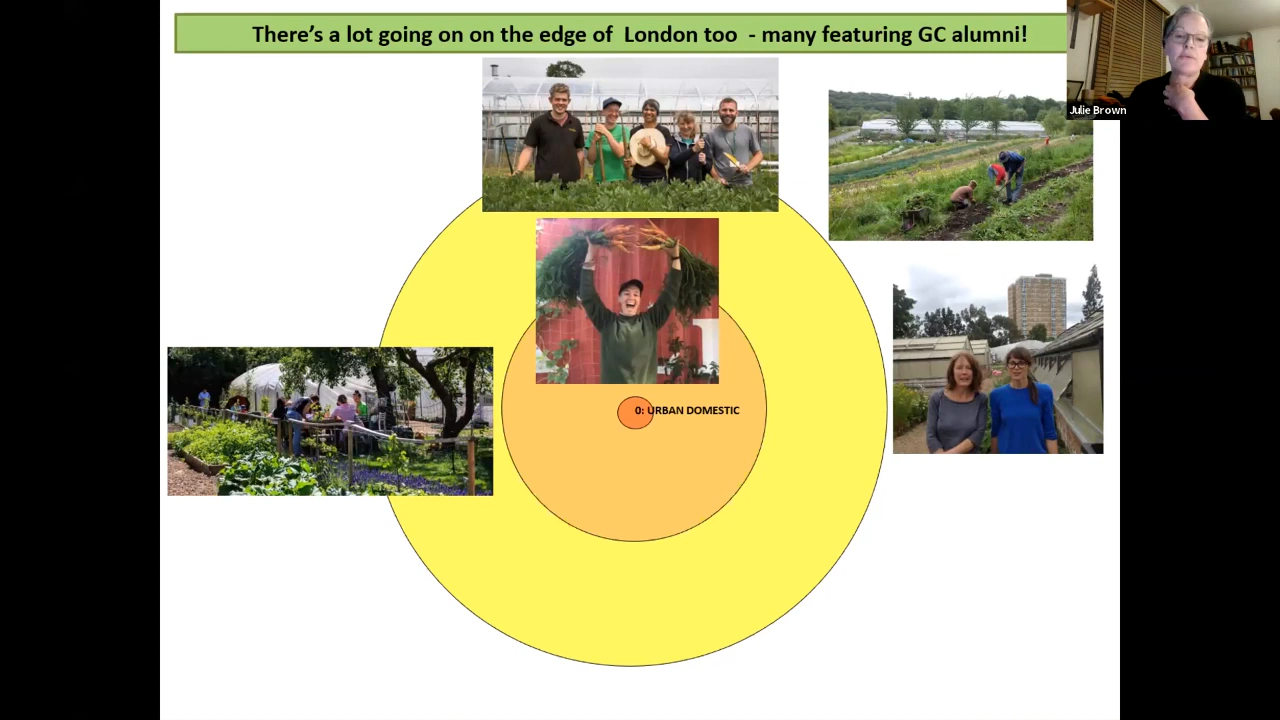 There's a lot going on on the edge of London too - many featuring GC alumni!
Julie Brown
0: URBAN DOMESTIC